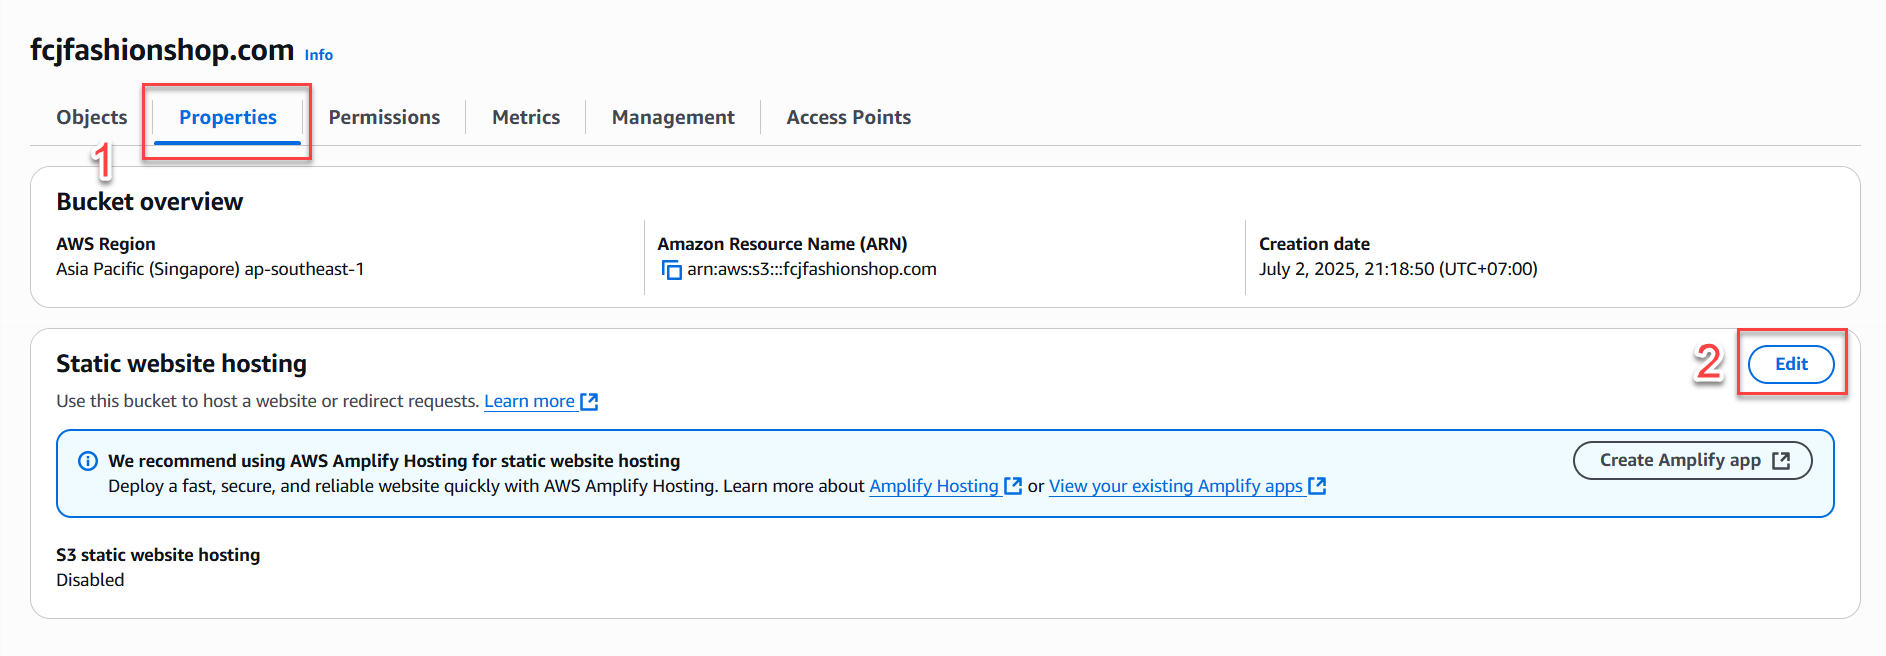 fcjfashionshop.com Info
Objects Properties Permissions Metrics Management Access Points
1
Bucket overview
AWS Region
Asia Pacific (Singapore) ap-southeast-1
Amazon Resource Name (ARN)
arn:aws:s3:::fcjfashionshop.com
Creation date
July 2, 2025, 21:18:50 (UTC+07:00)
Static website hosting
2 Edit
Use this bucket to host a website or redirect requests. Learn more
We recommend using AWS Amplify Hosting for static website hosting
Deploy a fast, secure, and reliable website quickly with AWS Amplify Hosting. Learn more about Amplify Hosting or View your existing Amplify apps
Create Amplify app
S3 static website hosting
Disabled